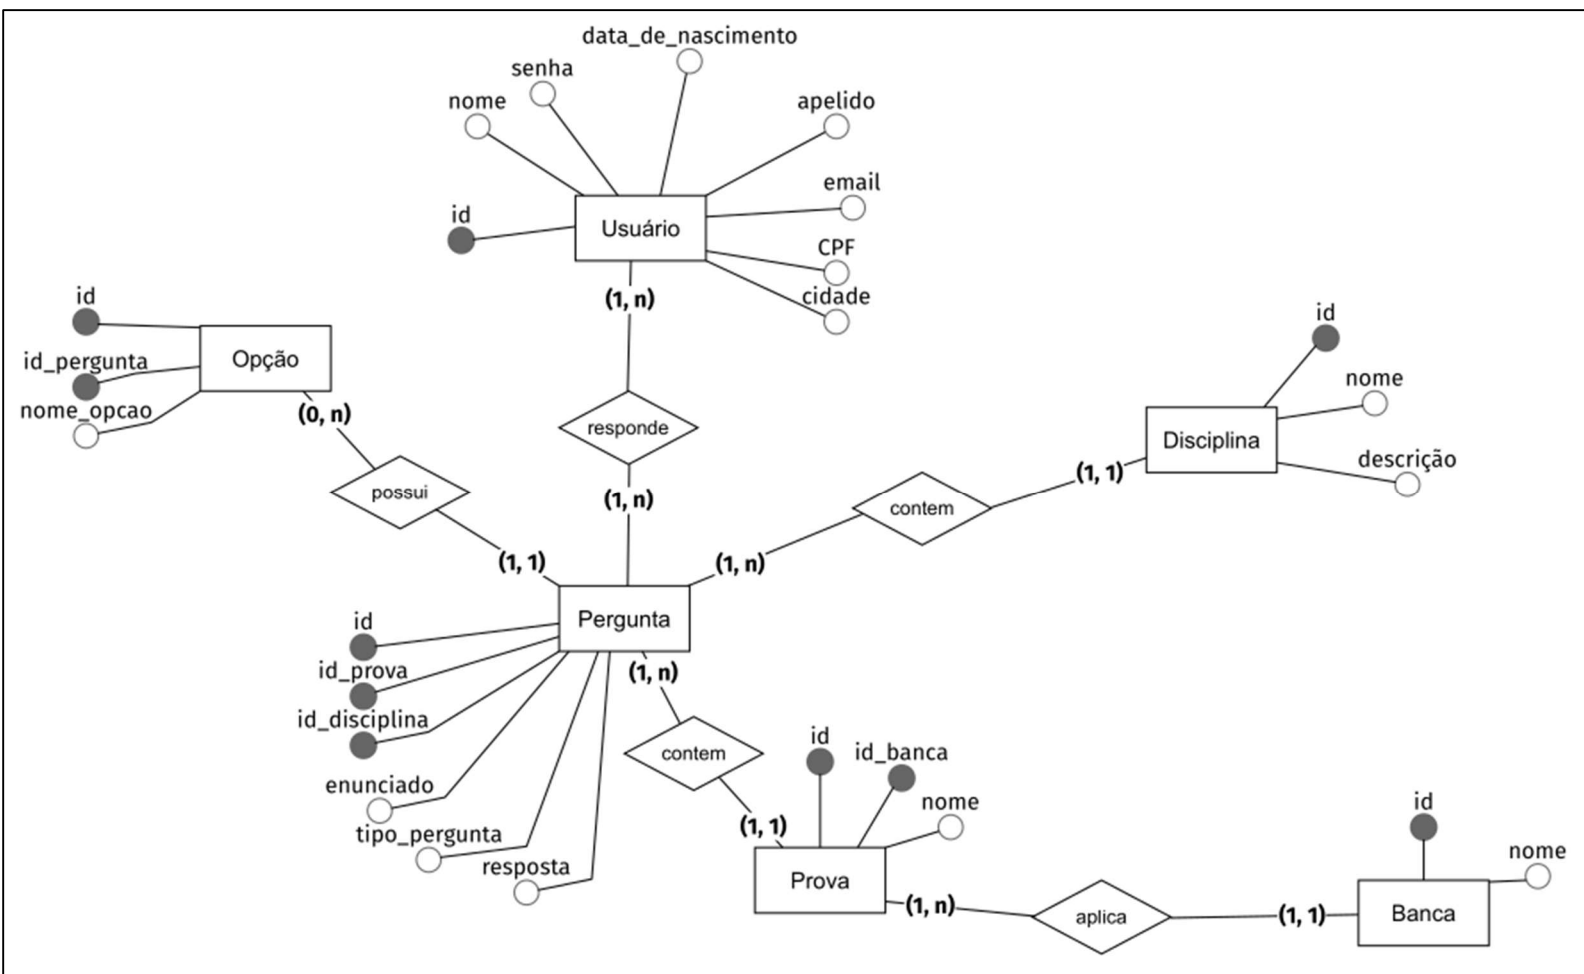 data_de_nascimento
senha
nome
apelido
email
id
Usuário
CPF
cidade
(1, n)
id
id_pergunta
nome_opcao
Opção
(0, n)
responde
id
nome
Disciplina
descrição
(1, 1)
possui
(1, n)
contem
(1, 1)
(1, n)
Pergunta
id
id_prova
id_disciplina
enunciado
tipo_pergunta
resposta
(1, n)
contem
id
id_banca
nome
(1, 1)
Prova
(1, n)
aplica
(1, 1)
id
nome
Banca